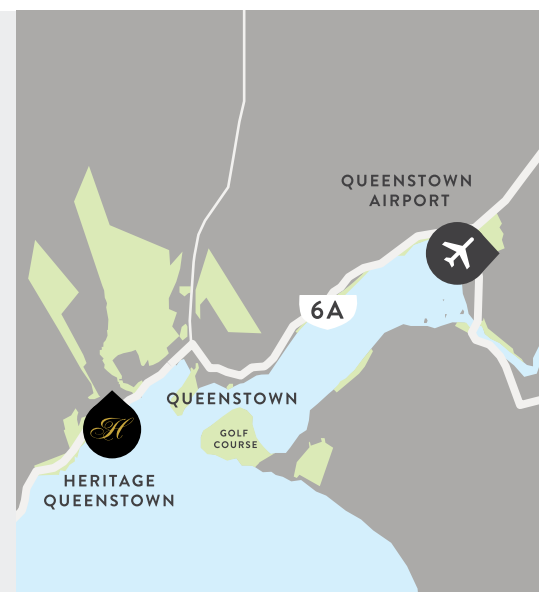 QUEENSTOWN
AIRPORT
6A
QUEENSTOWN
GOLF
COURSE
H
HERITAGE
QUEENSTOWN